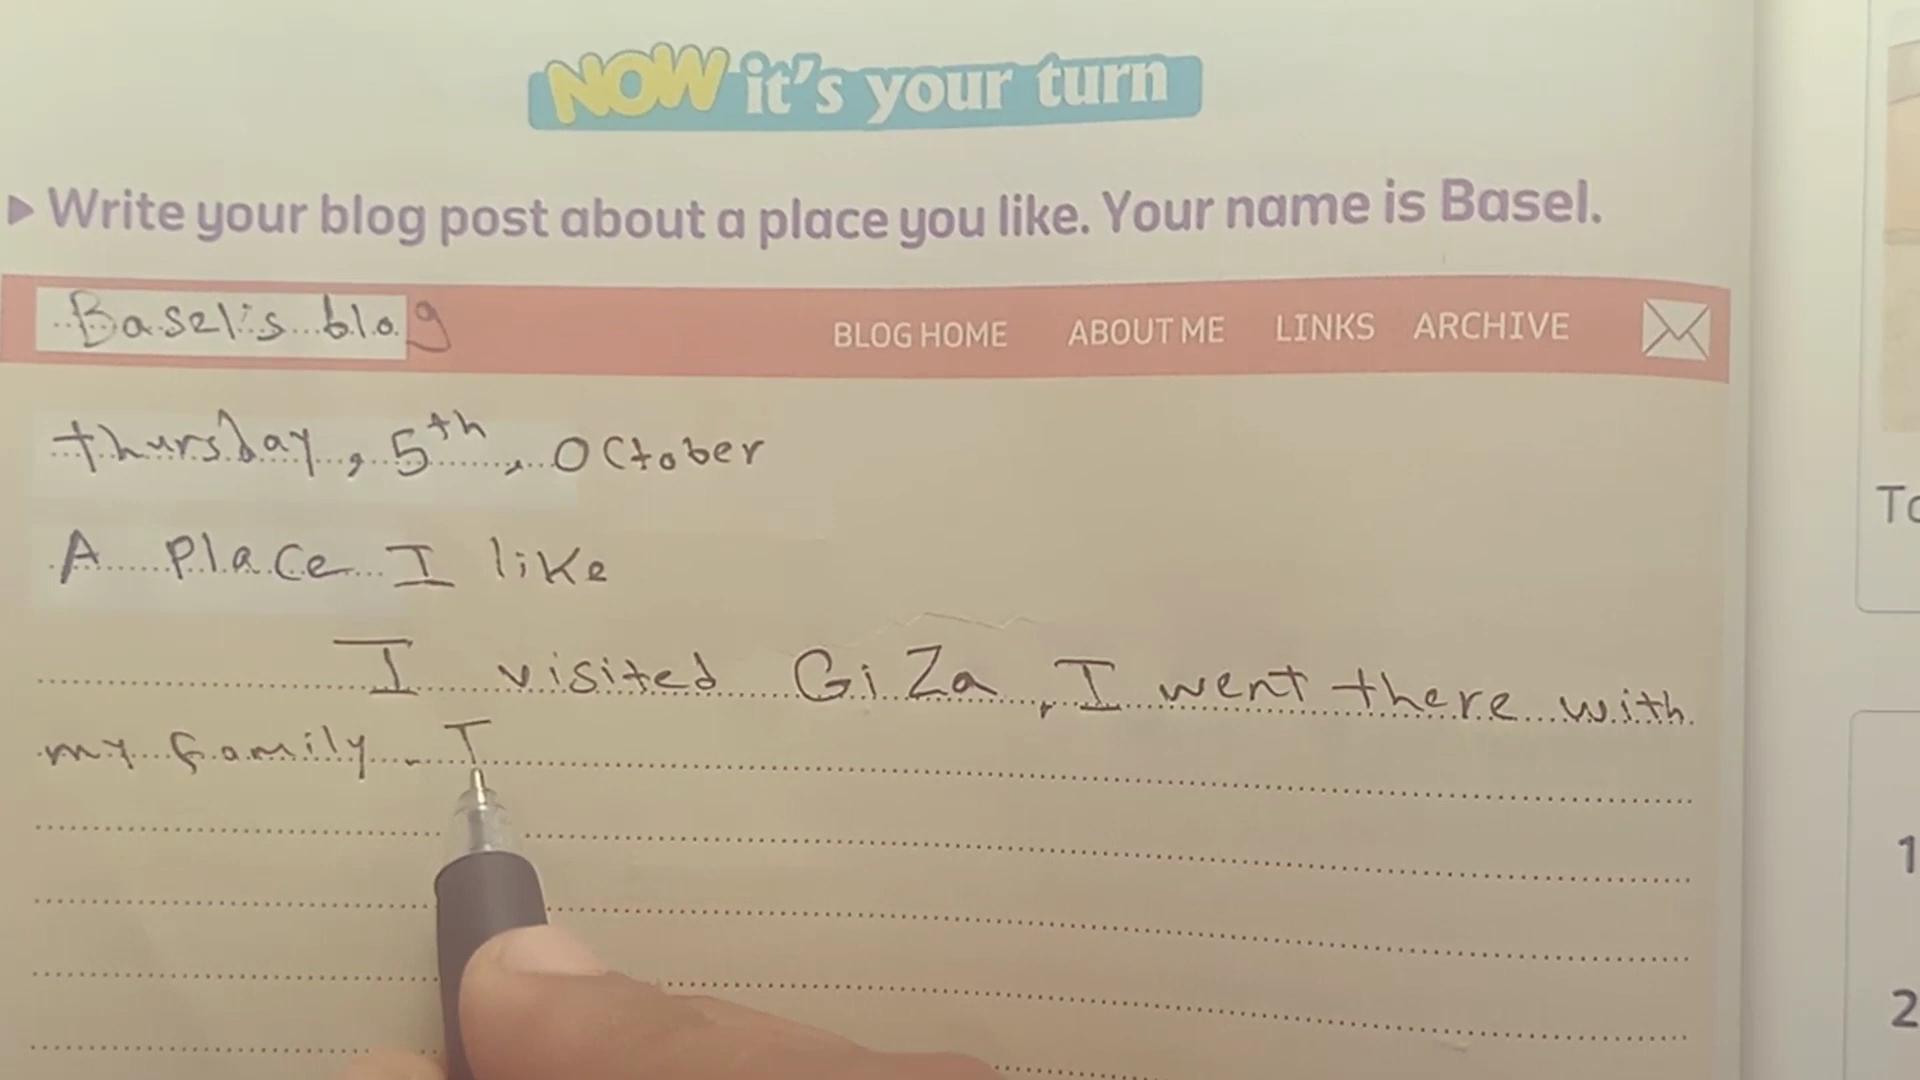 NOW it's your turn
Write your blog post about a place you like. Your name is Basel.
Basel's blog
BLOG HOME ABOUT ME LINKS ARCHIVE
thursday, 5th, October
A place I like
I visited GiZa, I went there with
my family. I
1
2